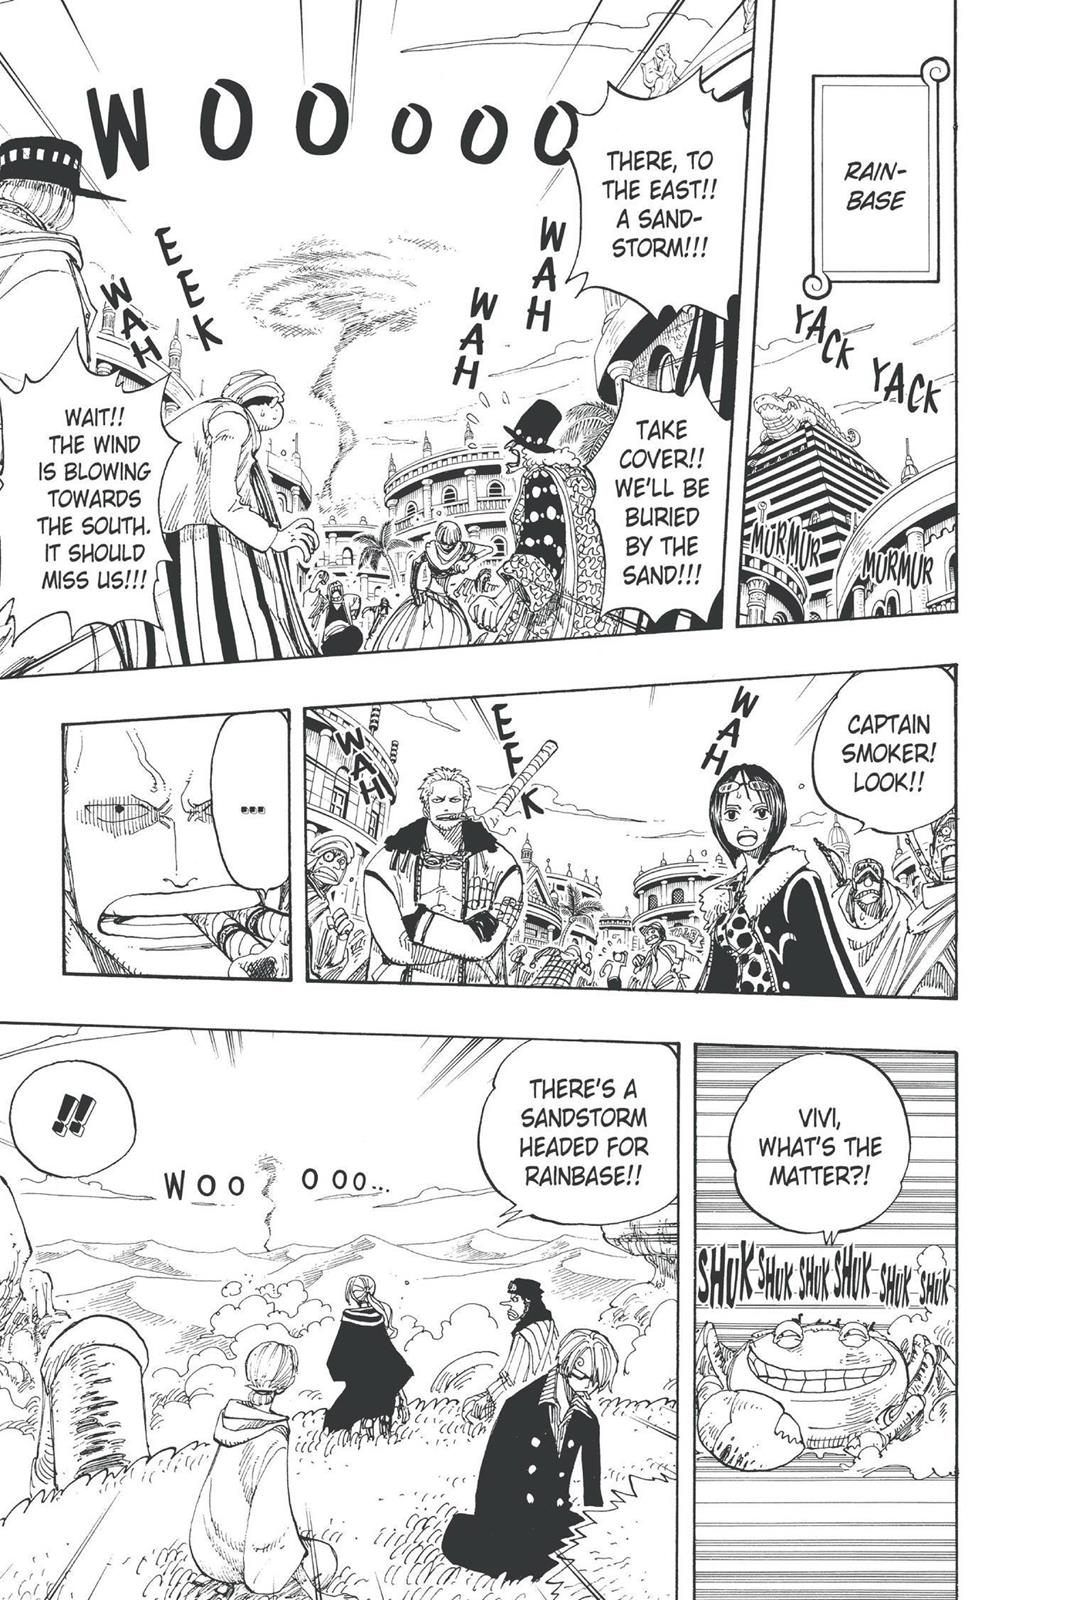 RAIN-
BASE
YACK
YACK
MURMUR
MURMUR
THERE, TO
THE EAST!!
A SAND-
STORM!!!
WOOOOOO
TAKE
COVER!!
WE'LL BE
BURIED
BY THE
SAND!!!
WAH
WAH
EEK
WAH
WAIT!!
THE WIND
IS BLOWING
TOWARDS
THE SOUTH.
IT SHOULD
MISS US!!!
CAPTAIN
SMOKER!
LOOK!!
WAH
EEK
WAH
...
VIVI,
WHAT'S THE
MATTER?!
SHUK SHUK SHUK SHUK SHUK SHUK
THERE'S A
SANDSTORM
HEADED FOR
RAINBASE!!
WOO OOO...
!!